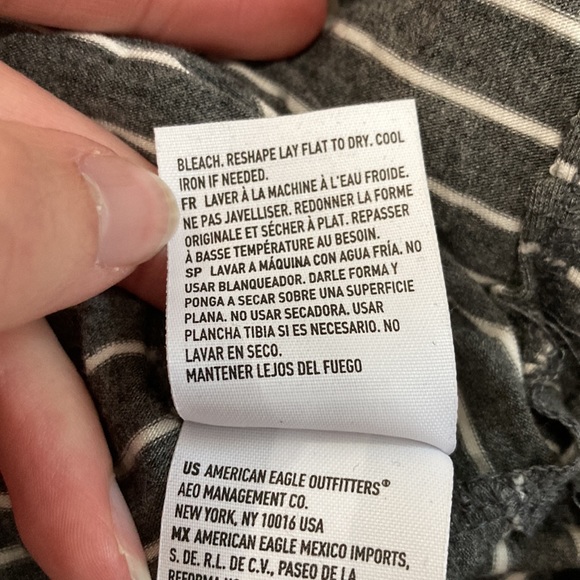 BLEACH. RESHAPE LAY FLAT TO DRY. COOL
IRON IF NEEDED.
FR LAVER À LA MACHINE À L'EAU FROIDE.
NE PAS JAVELLISER. REDONNER LA FORME
ORIGINALE ET SÉCHER À PLAT. REPASSER
À BASSE TEMPÉRATURE AU BESOIN.
SP LAVAR A MÁQUINA CON AGUA FRÍA. NO
USAR BLANQUEADOR. DARLE FORMA Y
PONGA A SECAR SOBRE UNA SUPERFICIE
PLANA. NO USAR SECADORA. USAR
PLANCHA TIBIA SI ES NECESARIO. NO
LAVAR EN SECO.
MANTENER LEJOS DEL FUEGO
US AMERICAN EAGLE OUTFITTERS®
AEO MANAGEMENT CO.
NEW YORK, NY 10016 USA
MX AMERICAN EAGLE MEXICO IMPORTS,
S. DE. R.L. DE C.V., PASEO DE LA